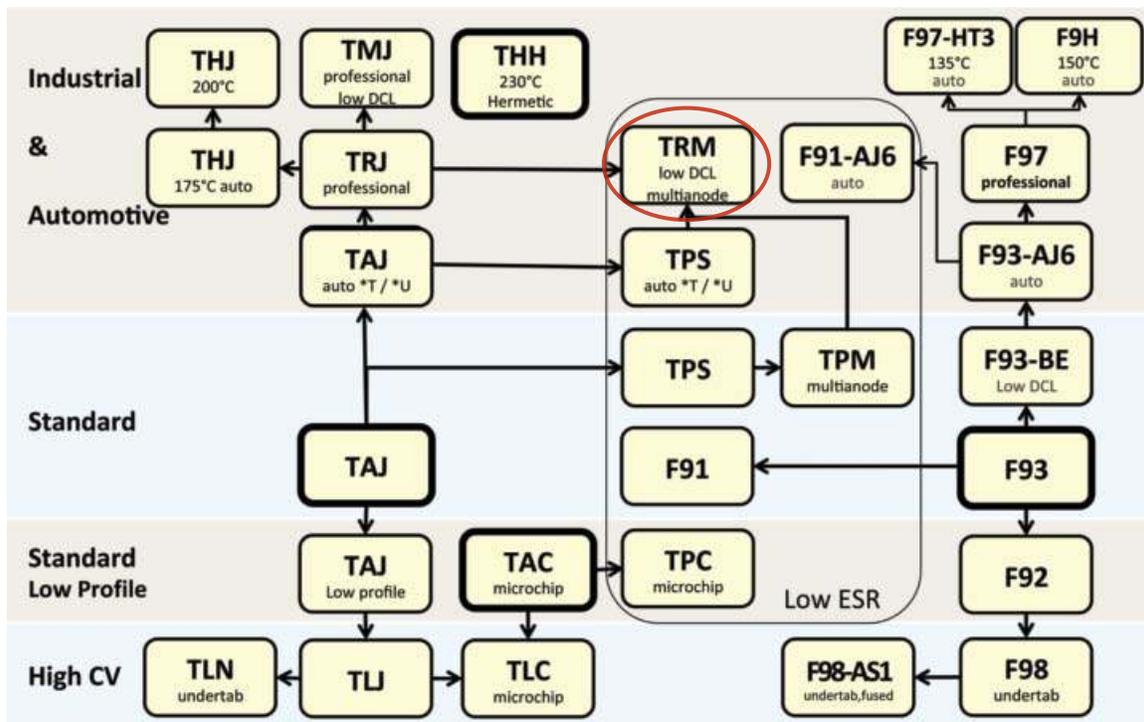 Industrial
&
Automotive
THJ
200°C
TMJ
professional
low DCL
THH
230°C
Hermetic
F97-HT3
135°C
auto
F9H
150°C
auto
THJ
175°C auto
TRJ
professional
TRM
low DCL
multianode
F91-AJ6
auto
F97
professional
TAJ
auto *T / *U
TPS
auto *T / *U
F93-AJ6
auto
Standard
TPS
TPM
multianode
F93-BE
Low DCL
TAJ
F91
F93
Standard
Low Profile
TAJ
Low profile
TAC
microchip
TPC
microchip
Low ESR
F92
High CV
TLN
undertab
TLJ
TLC
microchip
F98-AS1
undertab,fused
F98
undertab